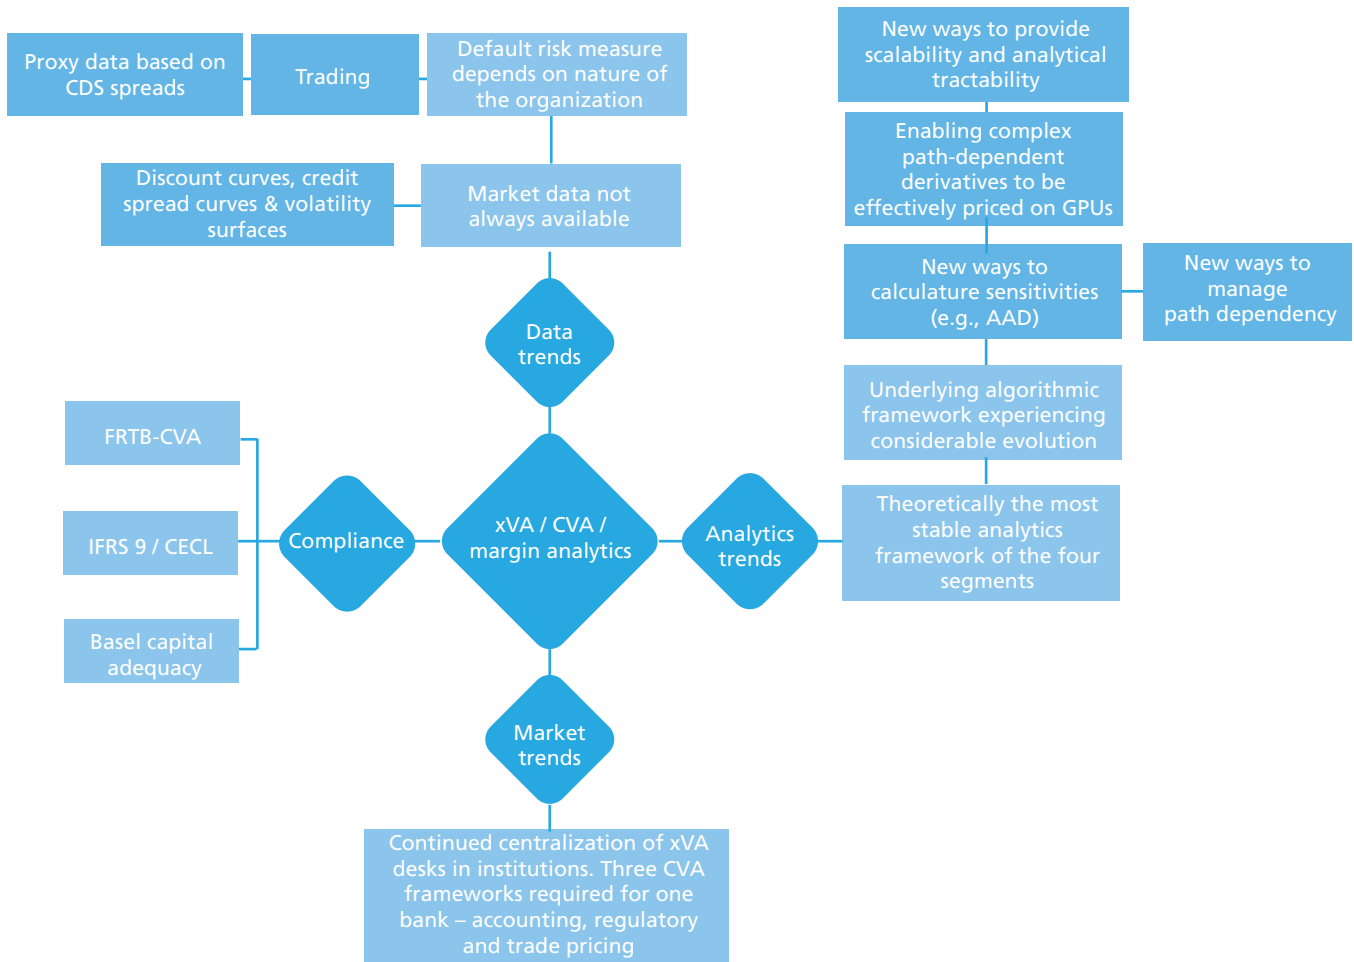 Proxy data based on
CDS spreads
Trading
Default risk measure
depends on nature of
the organization
Discount curves, credit
spread curves & volatility
surfaces
Market data not
always available
Data
trends
New ways to provide
scalability and analytical
tractability
Enabling complex
path-dependent
derivatives to be
effectively priced on GPUs
New ways to
calculature sensitivities
(e.g., AAD)
New ways to
manage
path dependency
Underlying algorithmic
framework experiencing
considerable evolution
Theoretically the most
stable analytics
framework of the four
segments
FRTB-CVA
IFRS 9 / CECL
Basel capital
adequacy
Compliance
xVA / CVA /
margin analytics
Analytics
trends
Market
trends
Continued centralization of xVA
desks in institutions. Three CVA
frameworks required for one
bank – accounting, regulatory
and trade pricing